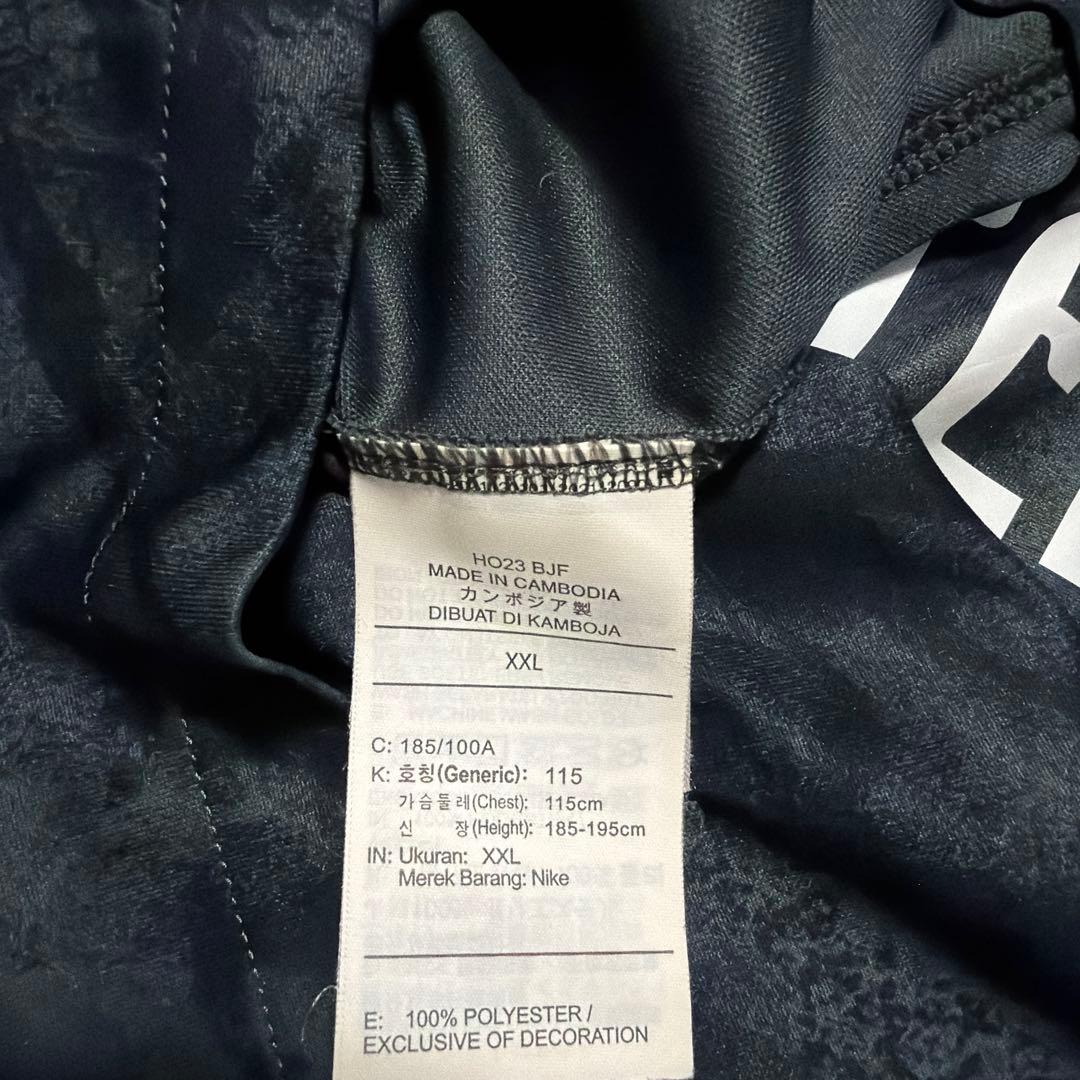 HO23 BJF
MADE IN CAMBODIA
カンボジア製
DIBUAT DI KAMBOJA
XXL
C: 185/100A
K: 호칭(Generic): 115
가슴둘레(Chest): 115cm
신 장(Height): 185-195cm
IN: Ukuran: XXL
Merek Barang: Nike
E: 100% POLYESTER /
EXCLUSIVE OF DECORATION